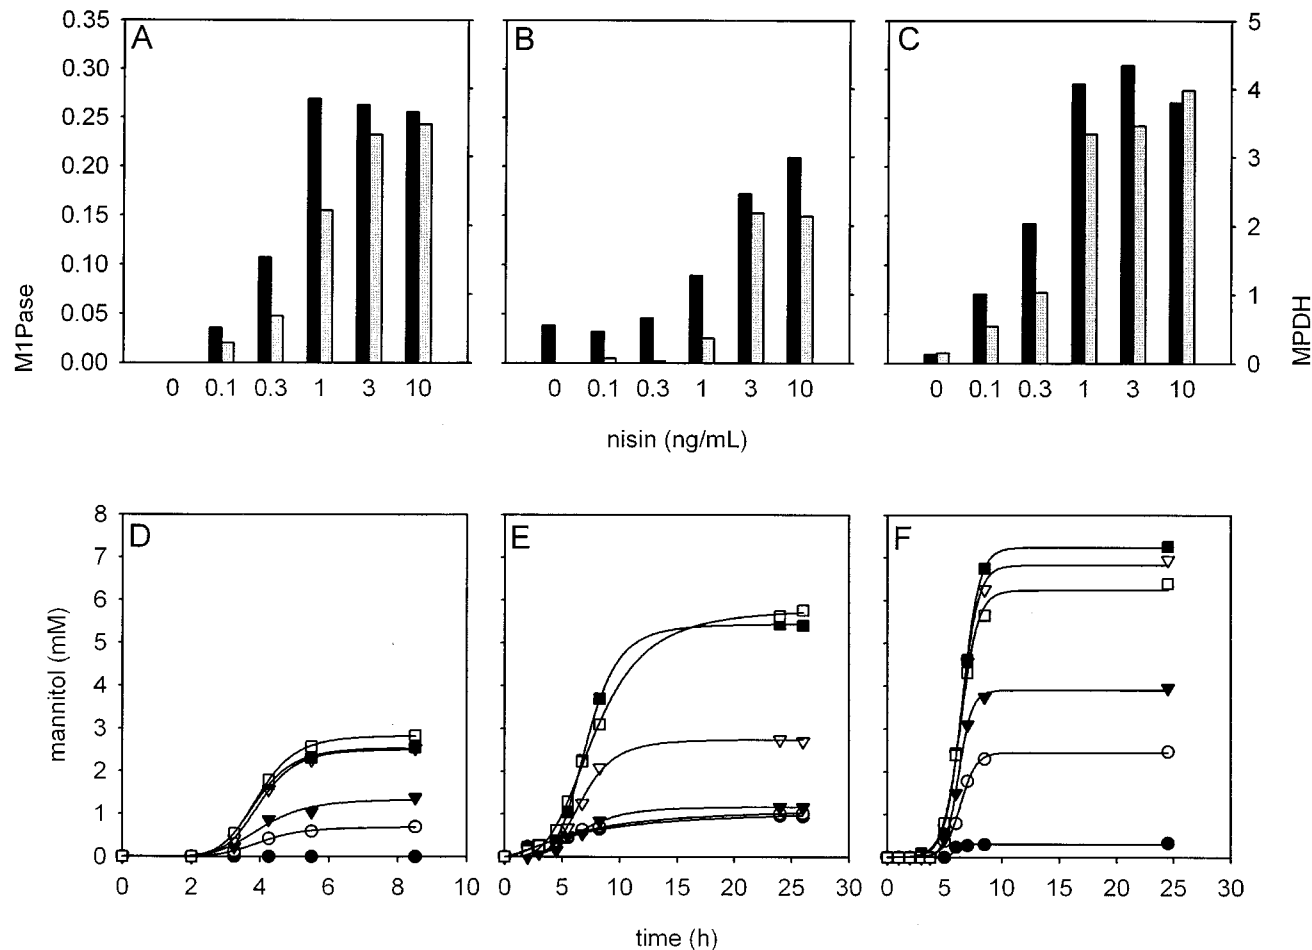 0.35
0.30
0.25
0.20
0.15
0.10
0.05
0.00
M1Pase
A
B
C
5
4
3
2
1
0
MPDH
0 0.1 0.3 1 3 10
0 0.1 0.3 1 3 10
0 0.1 0.3 1 3 10
nisin (ng/mL)
8
7
6
5
4
3
2
1
0
mannitol (mM)
D
E
F
0 2 4 6 8 10
0 5 10 15 20 25 30
0 5 10 15 20 25 30
time (h)